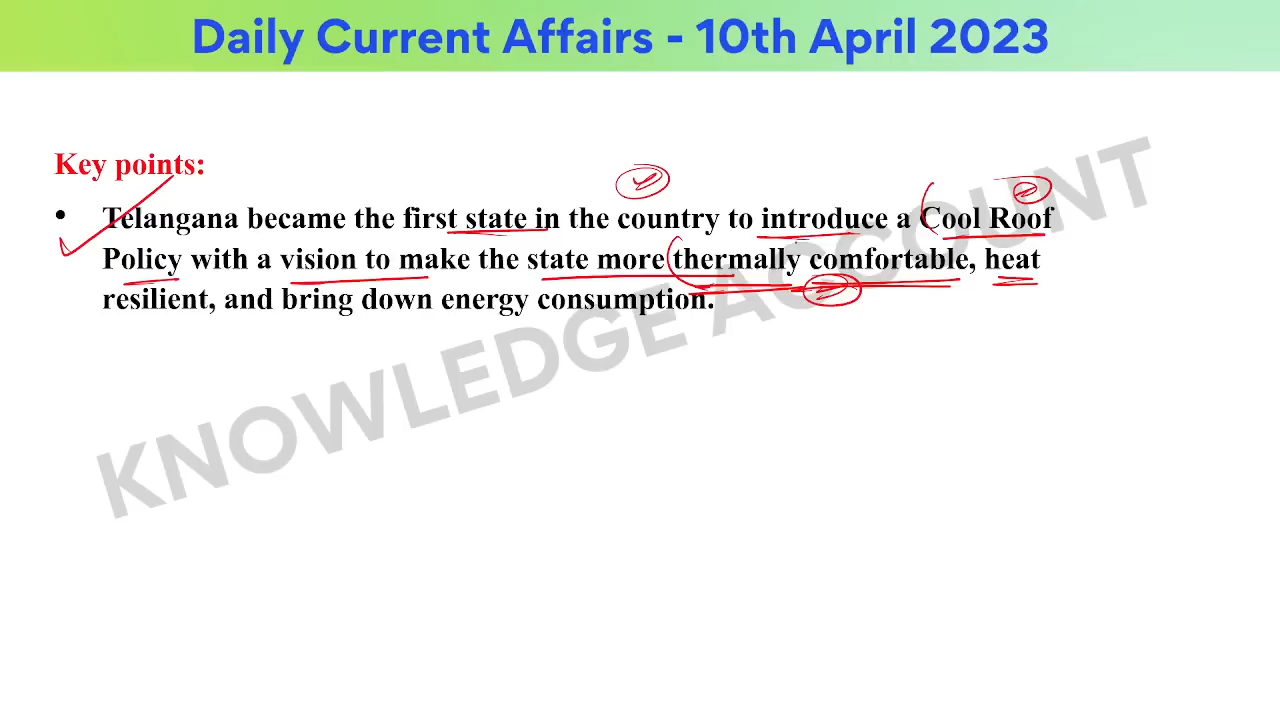 Daily Current Affairs - 10th April 2023
Key points:
• Telangana became the first state in the country to introduce a Cool Roof
Policy with a vision to make the state more thermally comfortable, heat
resilient, and bring down energy consumption.
KNOWLEDGE ACCOUNT